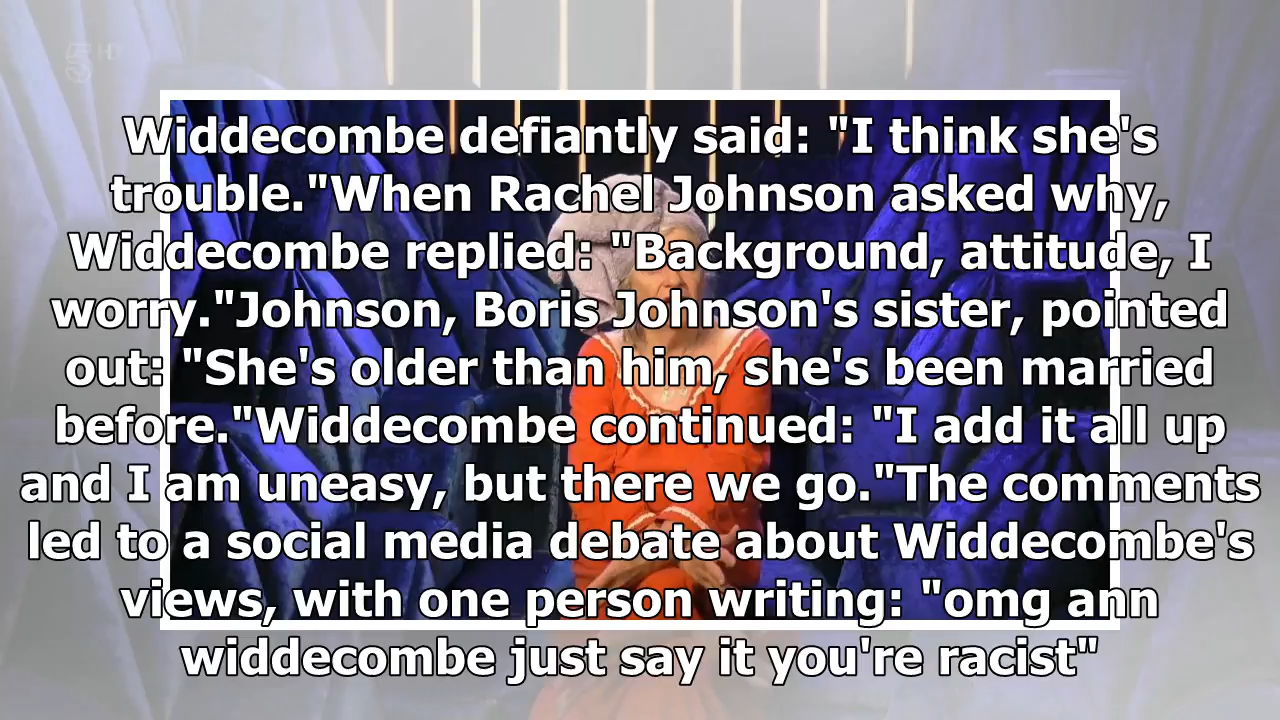 5 HD
Widdecombe defiantly said: "I think she's
trouble."When Rachel Johnson asked why,
Widdecombe replied: "Background, attitude, I
worry."Johnson, Boris Johnson's sister, pointed
out: "She's older than him, she's been married
before."Widdecombe continued: "I add it all up
and I am uneasy, but there we go."The comments
led to a social media debate about Widdecombe's
views, with one person writing: "omg ann
widdecombe just say it you're racist"